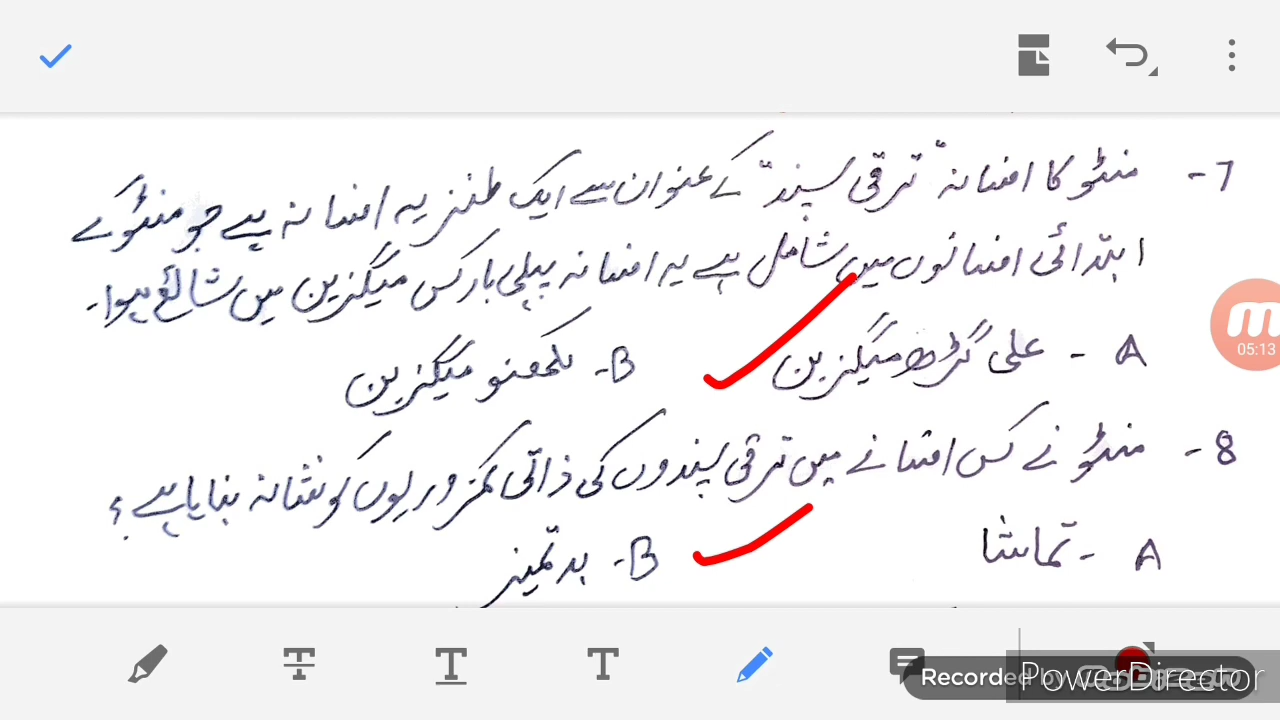 7- منٹو کا افسانہ "ترقی پسند" کے عنوان سے ایک طنزیہ افسانہ ہے جو منٹو کے
ابتدائی افسانوں میں شامل ہے یہ افسانہ پہلی بار کس میگزین میں شائع ہوا۔
A - علی گڑھ میگزین B- لکھنو میگزین
8- منٹو نے کس افسانے میں ترقی پسندوں کی ذاتی کمزوریوں کو نشانہ بنایا ہے؟
A - تماشا B- بدتمیز
05:13
T T T
Recorded by
PowerDirector